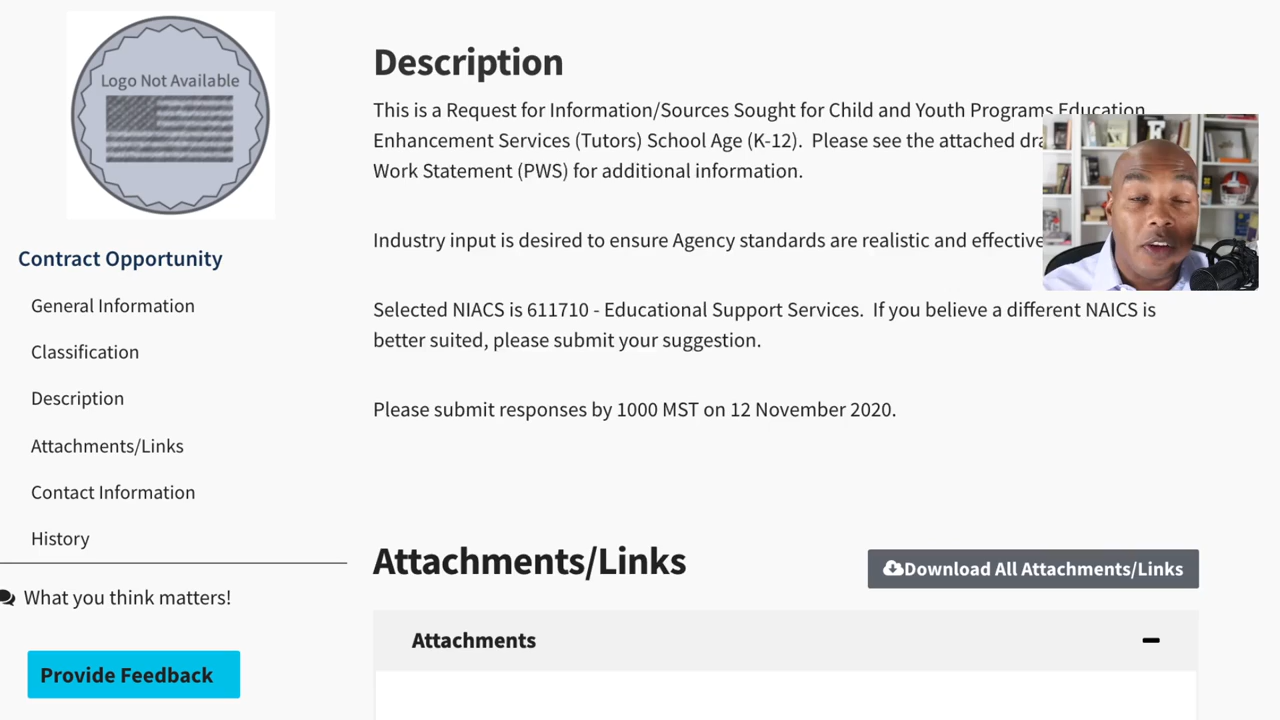 Logo Not Available
Contract Opportunity
General Information
Classification
Description
Attachments/Links
Contact Information
History
What you think matters!
Provide Feedback
Description
This is a Request for Information/Sources Sought for Child and Youth Programs Education
Enhancement Services (Tutors) School Age (K-12).  Please see the attached
Work Statement (PWS) for additional information.
Industry input is desired to ensure Agency standards are realistic and effective
Selected NIACS is 611710 - Educational Support Services.  If you believe a different NAICS is
better suited, please submit your suggestion.
Please submit responses by 1000 MST on 12 November 2020.
Attachments/Links
Download All Attachments/Links
Attachments